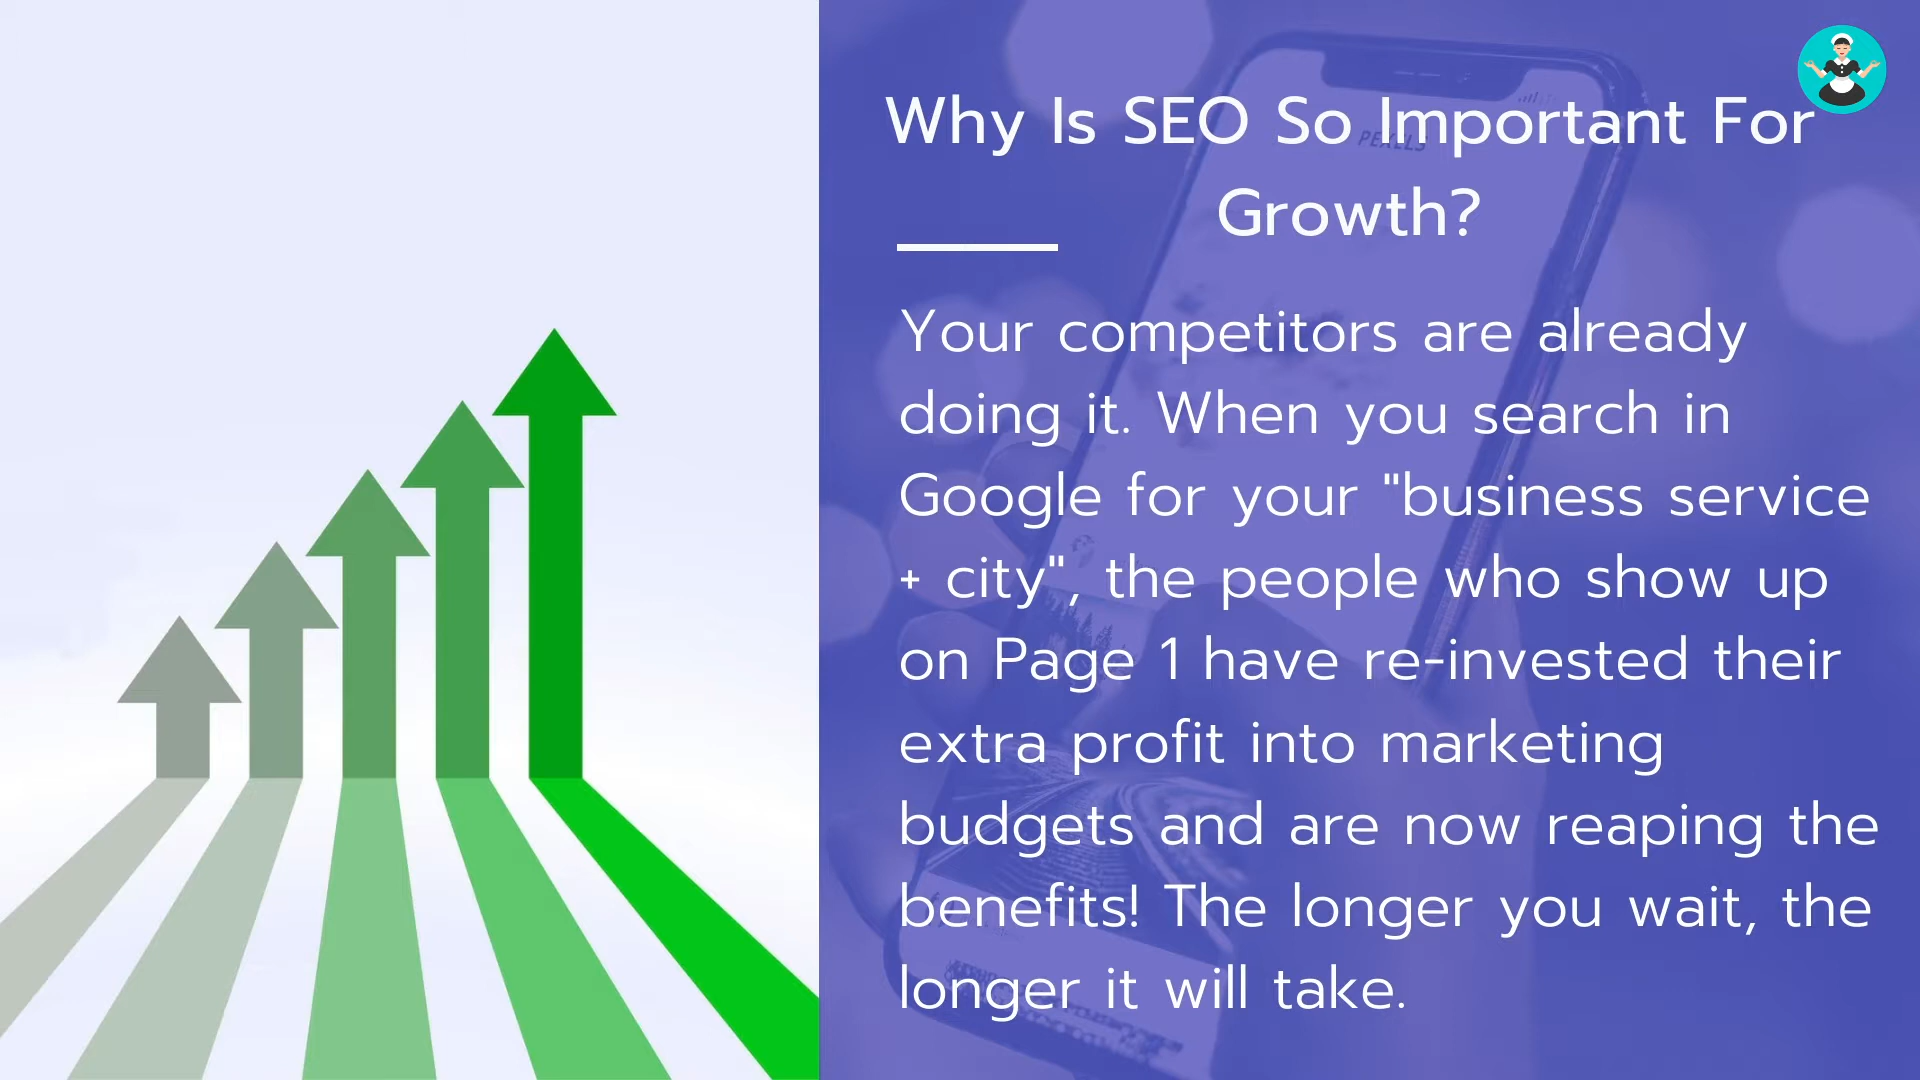 Why Is SEO So Important For
Growth?
PEXELS
Your competitors are already
doing it. When you search in
Google for your "business service
+ city", the people who show up
on Page 1 have re-invested their
extra profit into marketing
budgets and are now reaping the
benefits! The longer you wait, the
longer it will take.